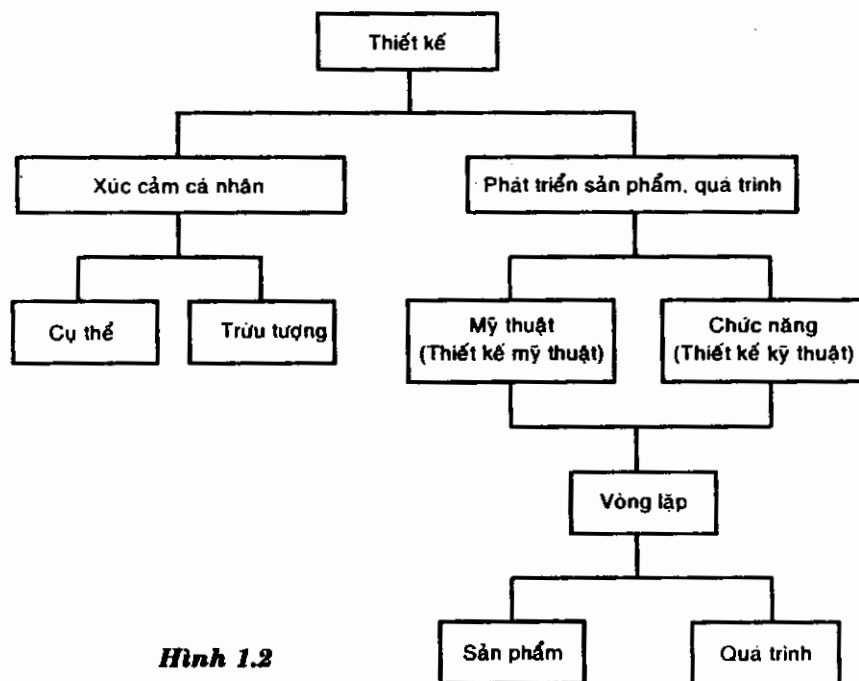 Thiết kế
Xúc cảm cá nhân
Phát triển sản phẩm, quá trình
Cụ thể
Trừu tượng
Mỹ thuật
(Thiết kế mỹ thuật)
Chức năng
(Thiết kế kỹ thuật)
Vòng lặp
Sản phẩm
Quá trình
Hình 1.2